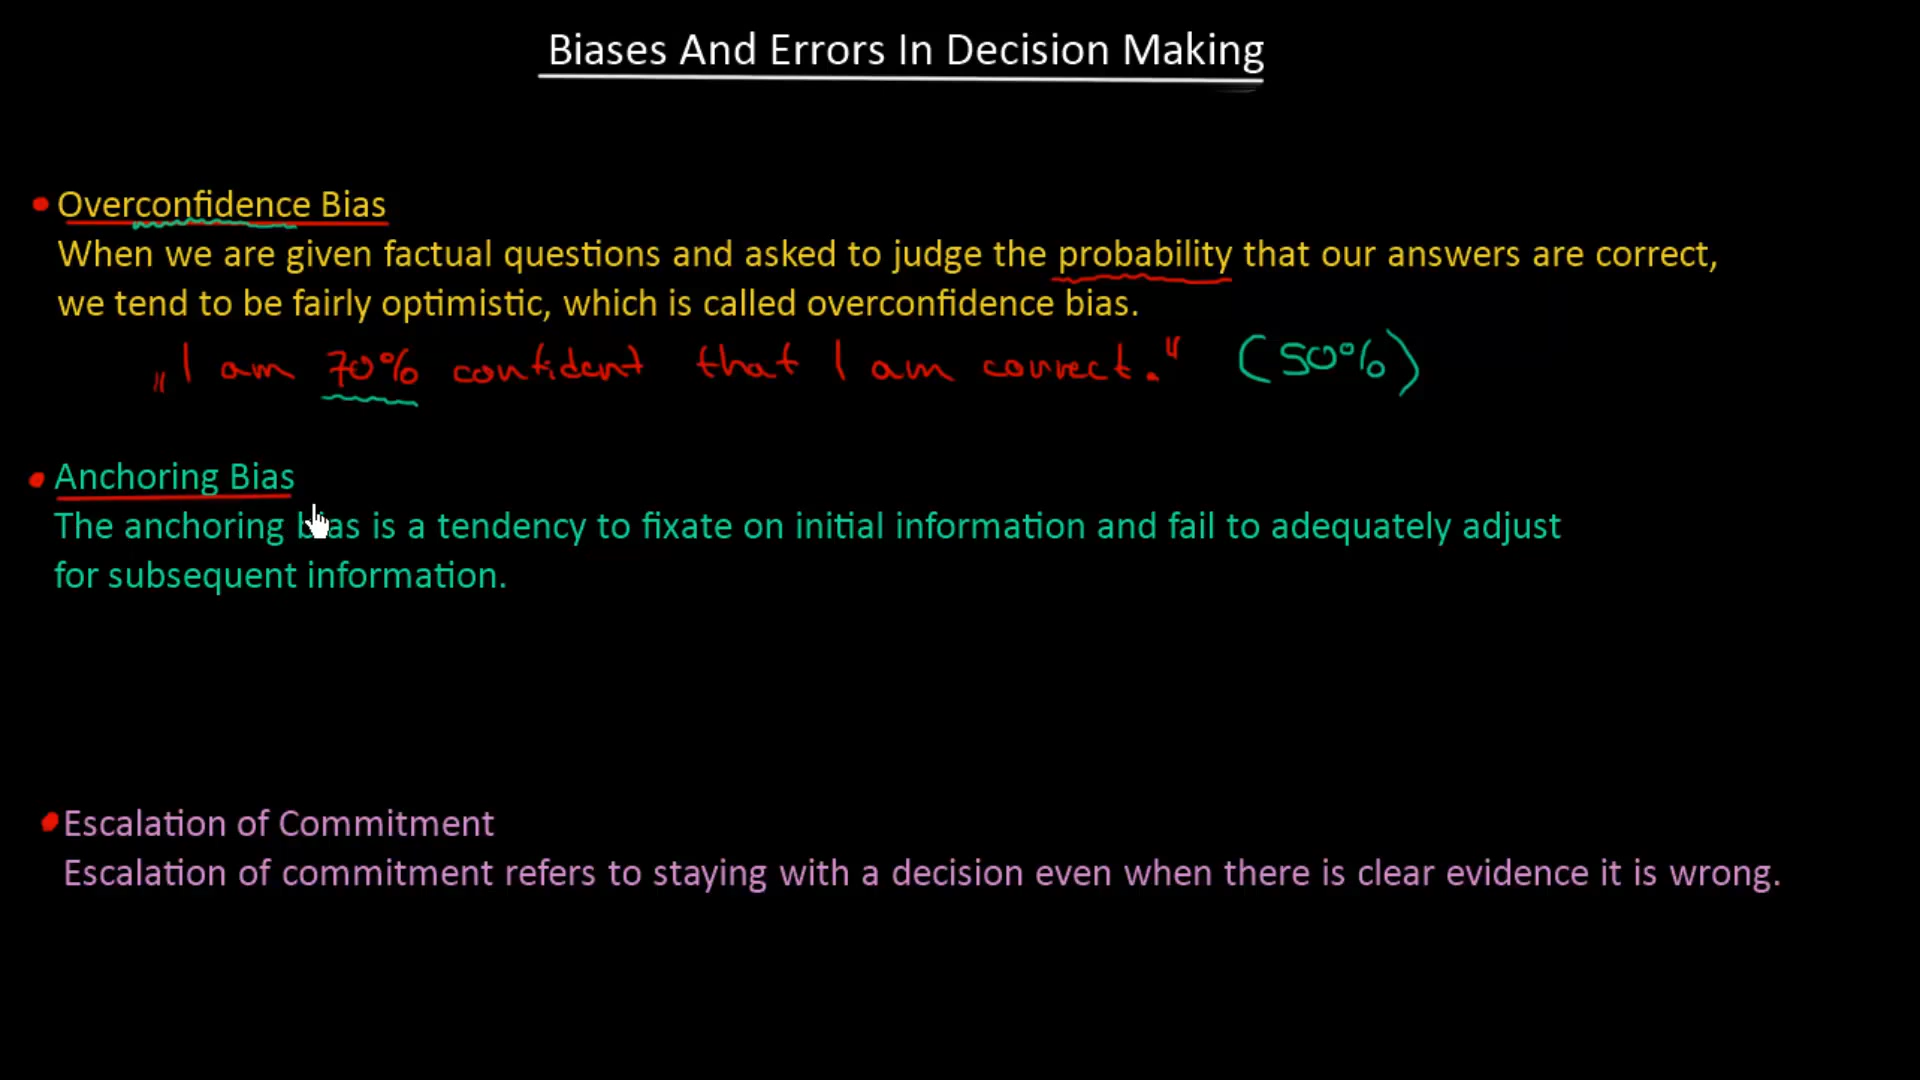 Biases And Errors In Decision Making
• Overconfidence Bias
When we are given factual questions and asked to judge the probability that our answers are correct,
we tend to be fairly optimistic, which is called overconfidence bias.
„I am 70% confident that I am correct." (50%)
• Anchoring Bias
The anchoring bias is a tendency to fixate on initial information and fail to adequately adjust
for subsequent information.
• Escalation of Commitment
Escalation of commitment refers to staying with a decision even when there is clear evidence it is wrong.